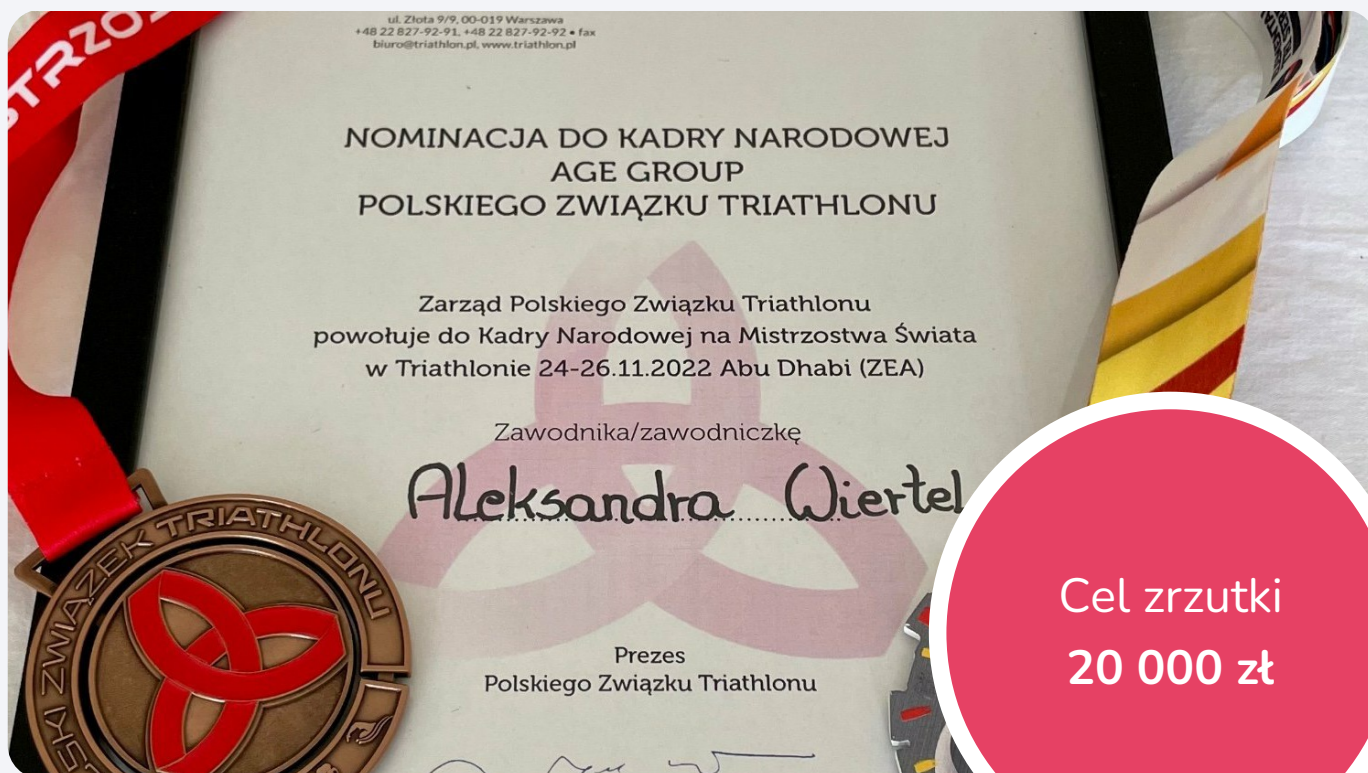 STRZO
ul. Złota 9/9, 00-019 Warszawa
+48 22 827-92-91, +48 22 827-92-92 • fax
biuro@triathlon.pl, www.triathlon.pl
NOMINACJA DO KADRY NARODOWEJ
AGE GROUP
POLSKIEGO ZWIĄZKU TRIATHLONU
Zarząd Polskiego Związku Triathlonu
powołuje do Kadry Narodowej na Mistrzostwa Świata
w Triathlonie 24-26.11.2022 Abu Dhabi (ZEA)
Zawodnika/zawodniczkę
Aleksandra Wiertel
Prezes
Polskiego Związku Triathlonu
SKI ZWIĄZEK TRIATHLONU
Cel zrzutki
20 000 zł